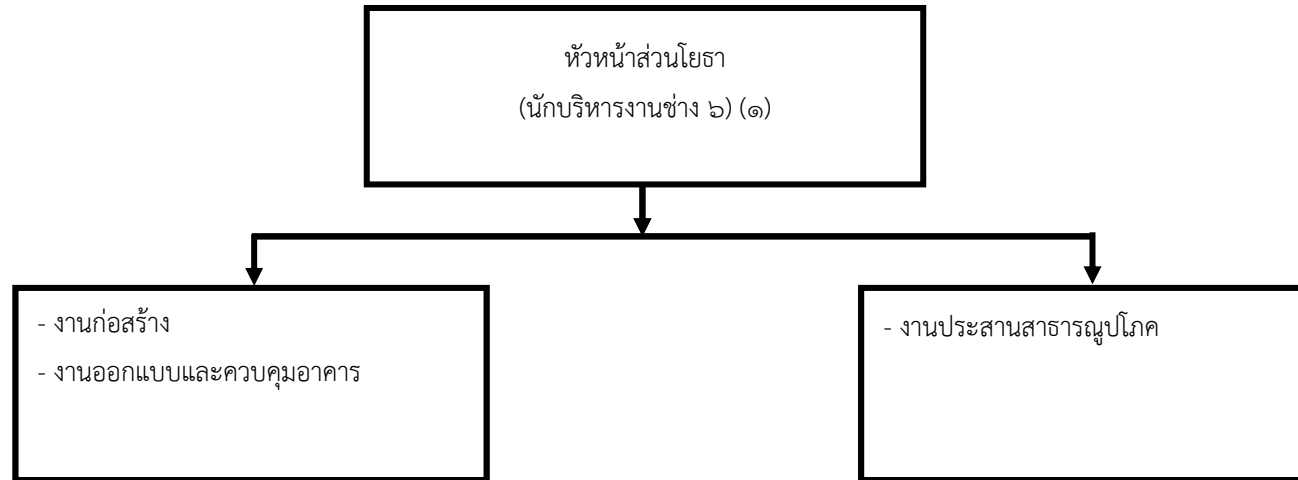 หัวหน้าส่วนโยธา
(นักบริหารงานช่าง ๖) (๑)
- งานก่อสร้าง
- งานออกแบบและควบคุมอาคาร
- งานประสานสาธารณูปโภค